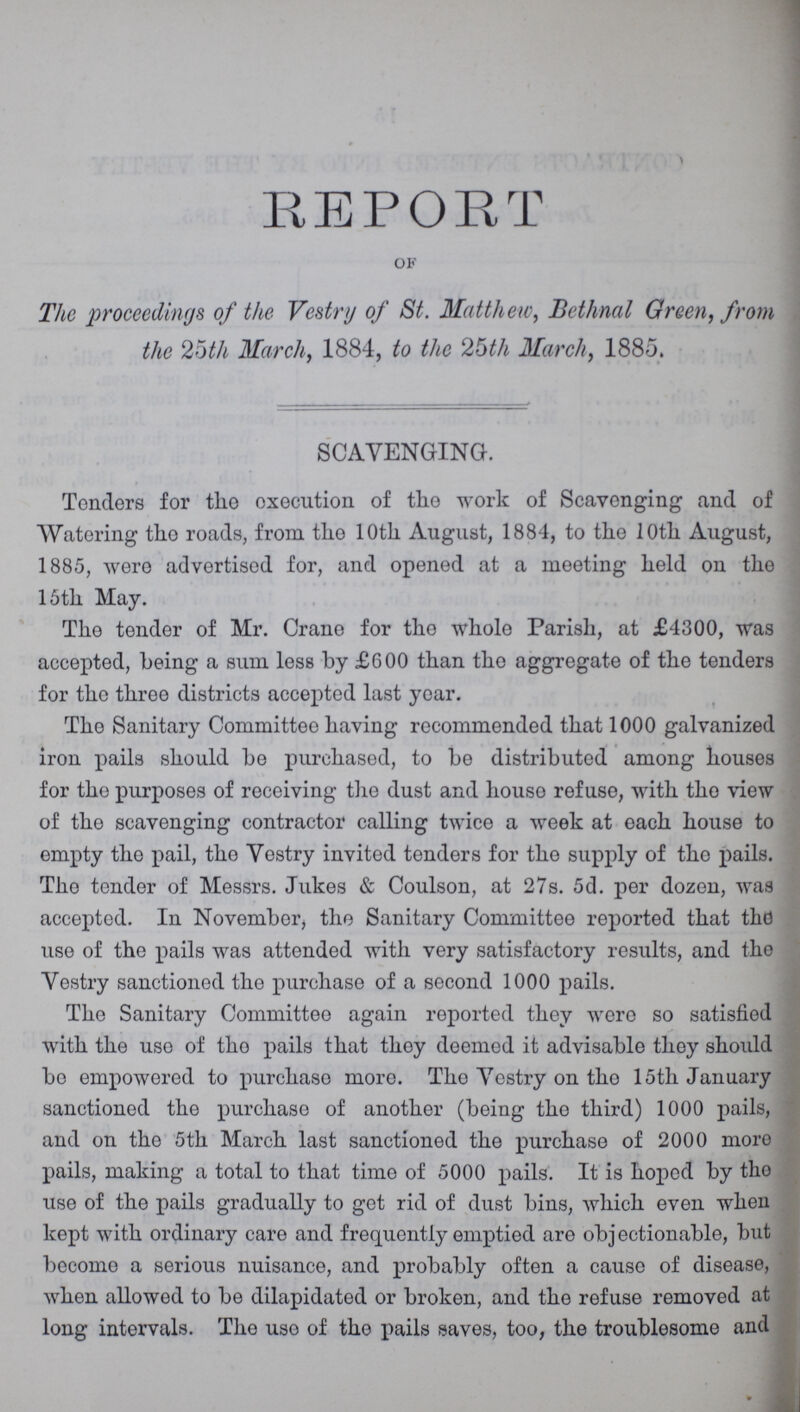 REPORT
OF
The proceedings of the Vestry of St. Matthew, Bethnal Green, from
the 25th March, 1884, to the 25th March, 1885.
SCAVENGING.
Tenders for the execution of the work of Scavenging and of
Watering the roads, from the 10th August, 1884, to the 10th August,
1885, were advertised for, and opened at a meeting held on the
15th May.
The tender of Mr. Crane for the whole Parish, at £4300, was
accepted, being a sum less by £600 than the aggregate of the tenders
for the three districts accepted last year.
The Sanitary Committee having recommended that 1000 galvanized
iron pails should be purchased, to be distributed among houses
for the purposes of receiving the dust and house refuse, with the view
of the scavenging contractor calling twice a week at each house to
empty the pail, the Vestry invited tenders for the supply of the pails.
The tender of Messrs. Jukes & Coulson, at 27s. 5d. per dozen, was
accepted. In November, the Sanitary Committee reported that the
use of the pails was attended with very satisfactory results, and the
Vestry sanctioned the purchase of a second 1000 pails.
The Sanitary Committee again reported they were so satisfied
with the use of the pails that they deemed it advisable they should
be empowered to purchase more. The Vestry on the 15th January
sanctioned the purchase of another (being the third) 1000 pails,
and on the 5th March last sanctioned the purchase of 2000 more
pails, making a total to that time of 5000 pails. It is hoped by the
use of the pails gradually to get rid of dust bins, which even when
kept with ordinary care and frequently emptied are objectionable, but
become a serious nuisance, and probably often a cause of disease,
when allowed to be dilapidated or broken, and the refuse removed at
long intervals. The use of the pails saves, too, the troublesome and